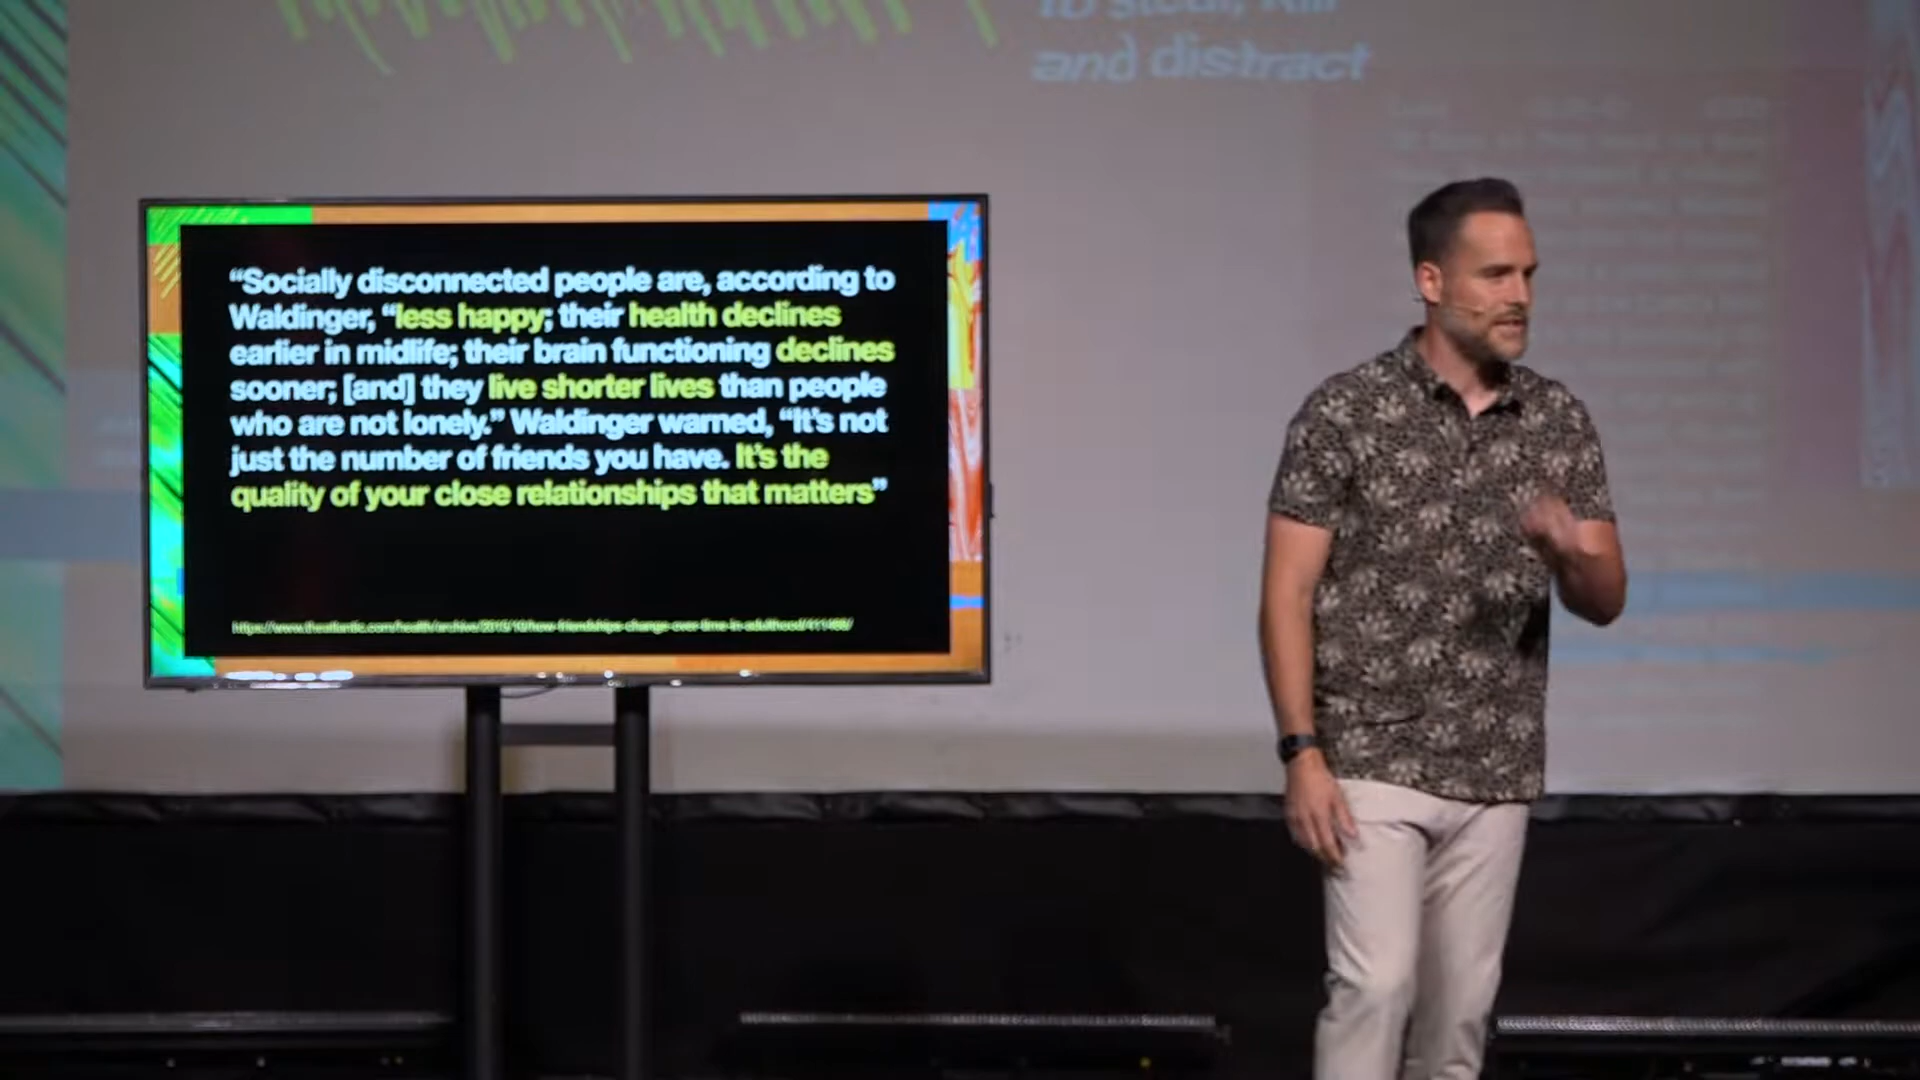 to steal, kill
and distract
“Socially disconnected people are, according to
Waldinger, “less happy; their health declines
earlier in midlife; their brain functioning declines
sooner; [and] they live shorter lives than people
who are not lonely.” Waldinger warned, “It’s not
just the number of friends you have. It’s the
quality of your close relationships that matters”
https://www.theatlantic.com/health/archive/2015/10/how-friendships-change-over-time-in-adulthood/411466/